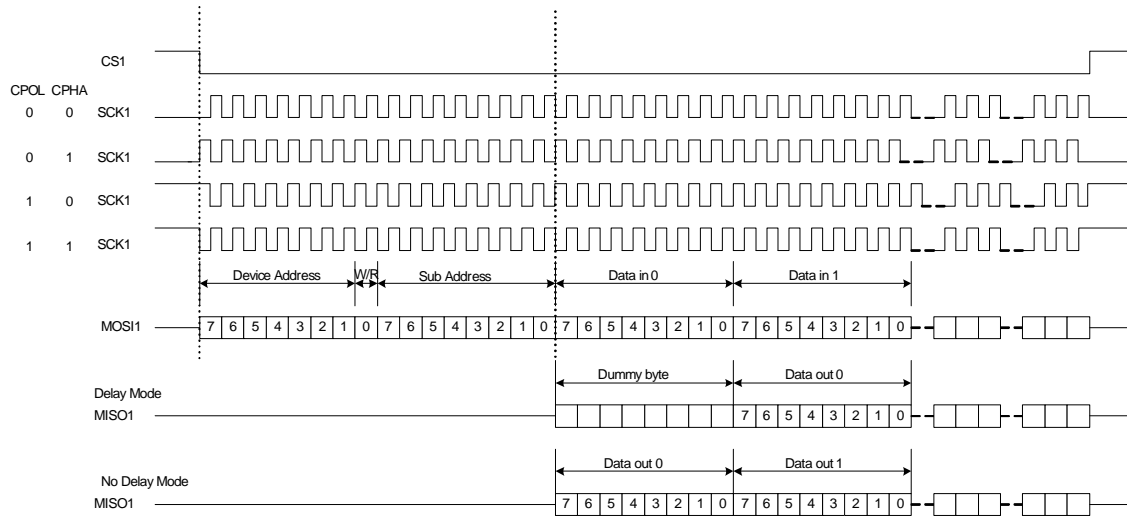 CS1
CPOL CPHA
0 0 SCK1
0 1 SCK1
1 0 SCK1
1 1 SCK1
Device Address W/R Sub Address Data in 0 Data in 1
MOSI1 7 6 5 4 3 2 1 0 7 6 5 4 3 2 1 0 7 6 5 4 3 2 1 0 7 6 5 4 3 2 1 0
Dummy byte Data out 0
Delay Mode
MISO1 7 6 5 4 3 2 1 0
Data out 0 Data out 1
No Delay Mode
MISO1 7 6 5 4 3 2 1 0 7 6 5 4 3 2 1 0